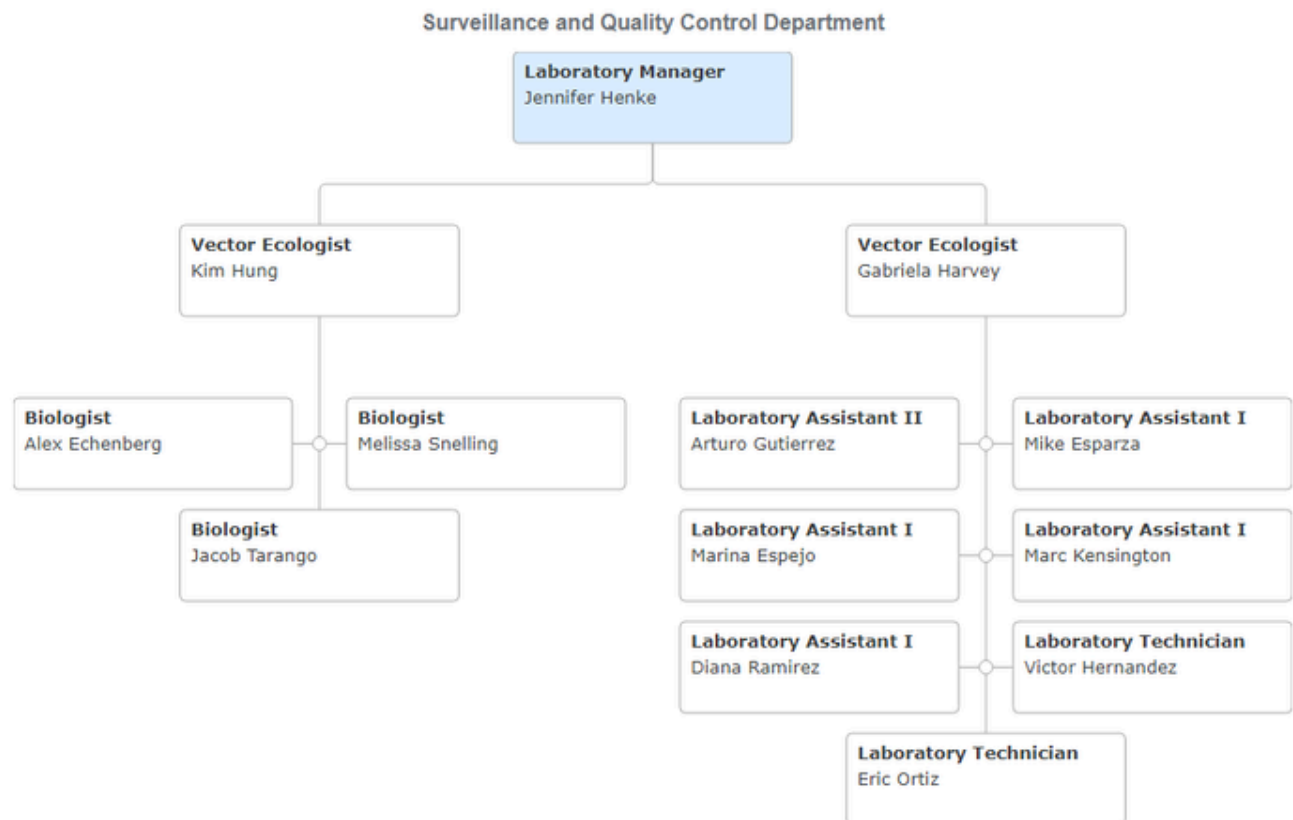 Surveillance and Quality Control Department
Laboratory Manager
Jennifer Henke
Vector Ecologist
Kim Hung
Vector Ecologist
Gabriela Harvey
Biologist
Alex Echenberg
Biologist
Melissa Snelling
Laboratory Assistant II
Arturo Gutierrez
Laboratory Assistant I
Mike Esparza
Biologist
Jacob Tarango
Laboratory Assistant I
Marina Espejo
Laboratory Assistant I
Marc Kensington
Laboratory Assistant I
Diana Ramirez
Laboratory Technician
Victor Hernandez
Laboratory Technician
Eric Ortiz